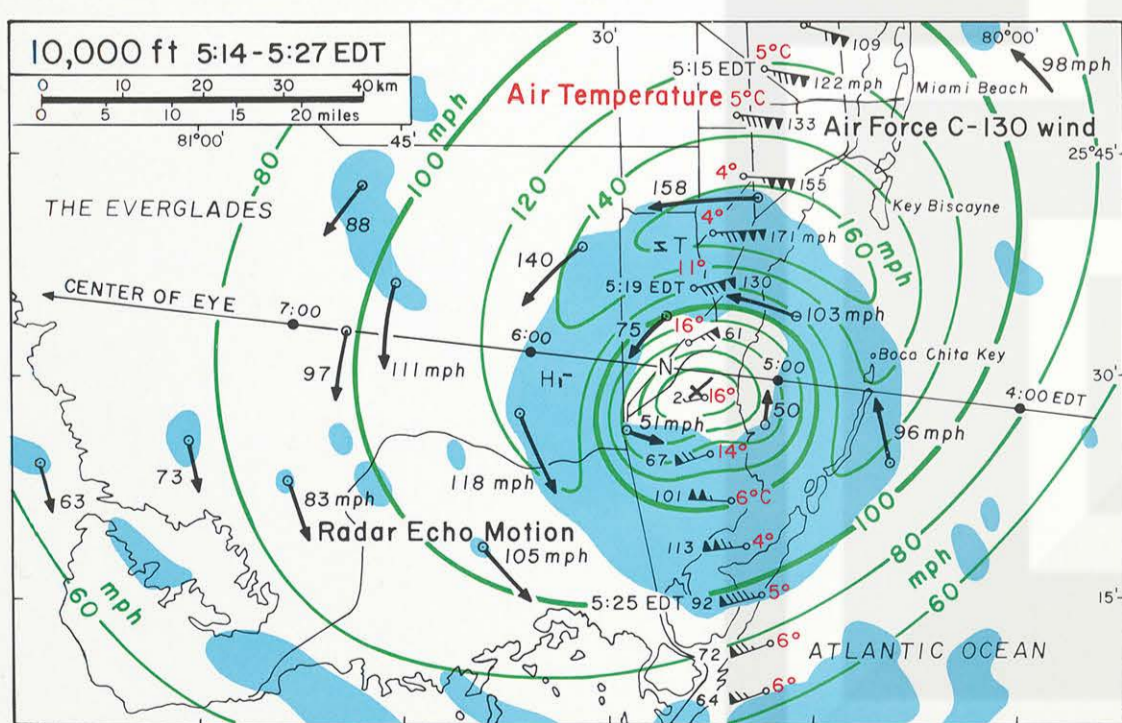 10,000 ft 5:14-5:27 EDT
0 10 20 30 40 km
0 5 10 15 20 miles
81°00'
45'
30'
80°00'
5°C
109
98 mph
5:15 EDT
122 mph
Miami Beach
Air Temperature 5°C
133
Air Force C-130 wind
25°45'
80
100 mph
120
140
158
4°
155
THE EVERGLADES
88
Key Biscayne
4°
171 mph
160 mph
140
11°
5:19 EDT
130
CENTER OF EYE
7:00
103 mph
75
16°
61
6:00
Boca Chita Key
97
111 mph
N
5:00
30'
4:00 EDT
2
16°
50
51 mph
96 mph
73
67
14°
63
118 mph
83 mph
101
6°C
100
Radar Echo Motion
105 mph
113
4°
80
mph
60
5:25 EDT 92
5°
15'
60 mph
72
6°
ATLANTIC OCEAN
64
6°